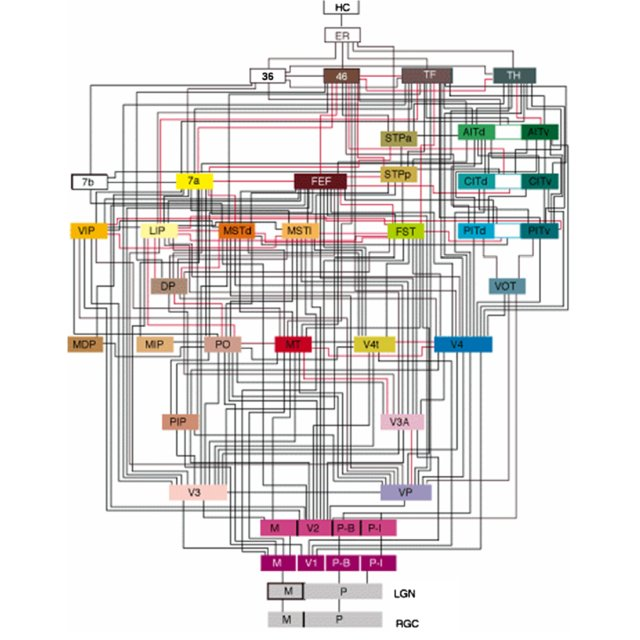 HC
ER
36 46 TF TH
STPa AITd AITv
7b 7a FEF STPp CITd CITv
VIP LIP MSTd MSTl FST PITd PITv
DP VOT
MDP MIP PO MT V4t V4
PIP V3A
V3 VP
M V2 P-B P-I
M V1 P-B P-I
M P LGN
M P RGC